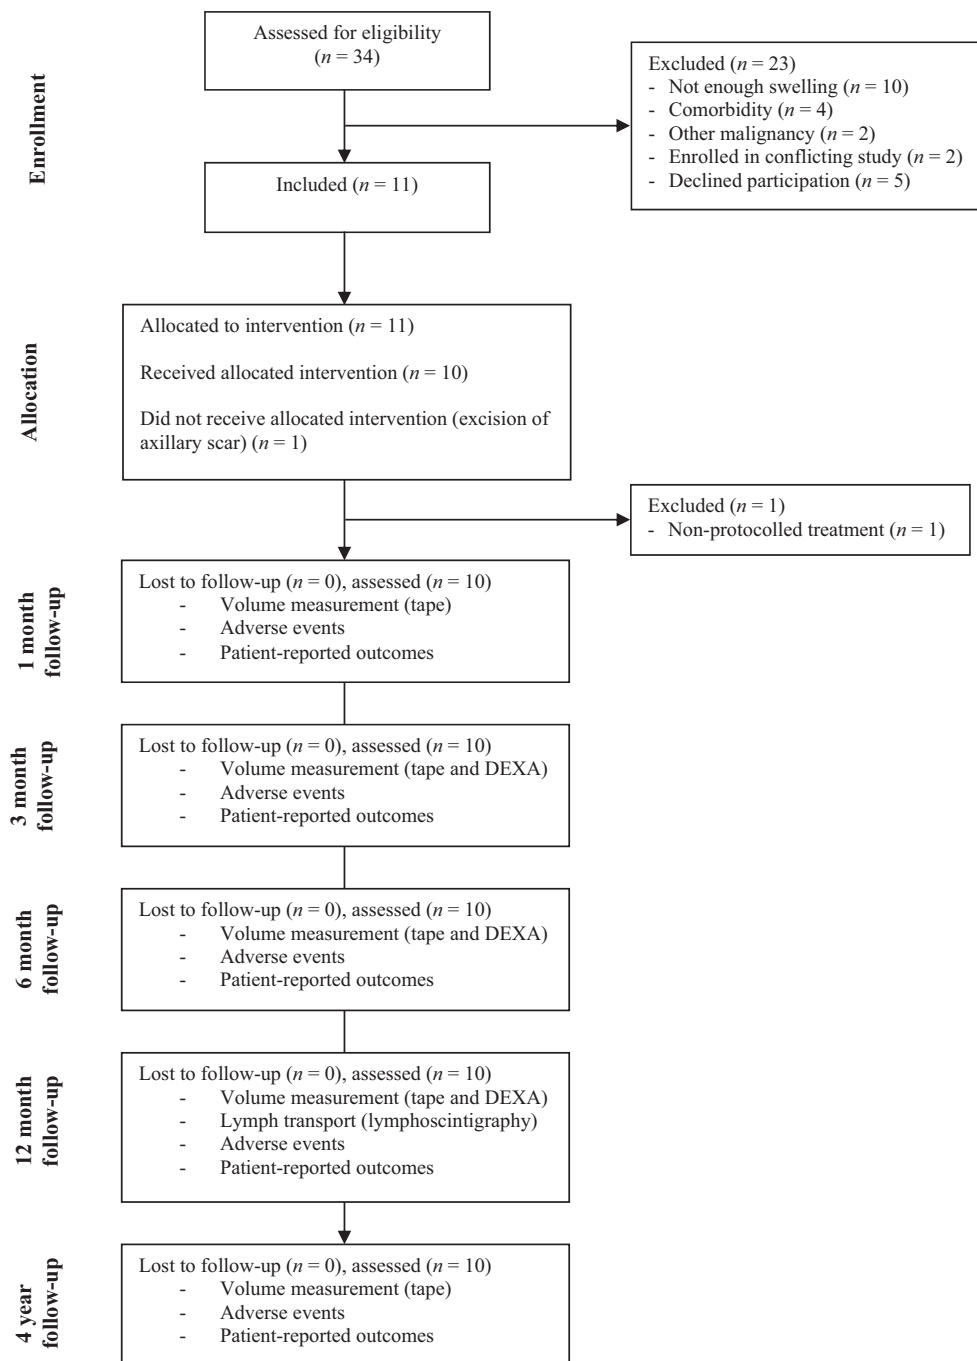 Enrollment
Assessed for eligibility
(n = 34)
Excluded (n = 23)
- Not enough swelling (n = 10)
- Comorbidity (n = 4)
- Other malignancy (n = 2)
- Enrolled in conflicting study (n = 2)
- Declined participation (n = 5)
Included (n = 11)
Allocation
Allocated to intervention (n = 11)
Received allocated intervention (n = 10)
Did not receive allocated intervention (excision of
axillary scar) (n = 1)
Excluded (n = 1)
- Non-protocolled treatment (n = 1)
1 month
follow-up
Lost to follow-up (n = 0), assessed (n = 10)
- Volume measurement (tape)
- Adverse events
- Patient-reported outcomes
3 month
follow-up
Lost to follow-up (n = 0), assessed (n = 10)
- Volume measurement (tape and DEXA)
- Adverse events
- Patient-reported outcomes
6 month
follow-up
Lost to follow-up (n = 0), assessed (n = 10)
- Volume measurement (tape and DEXA)
- Adverse events
- Patient-reported outcomes
12 month
follow-up
Lost to follow-up (n = 0), assessed (n = 10)
- Volume measurement (tape and DEXA)
- Lymph transport (lymphoscintigraphy)
- Adverse events
- Patient-reported outcomes
4 year
follow-up
Lost to follow-up (n = 0), assessed (n = 10)
- Volume measurement (tape)
- Adverse events
- Patient-reported outcomes